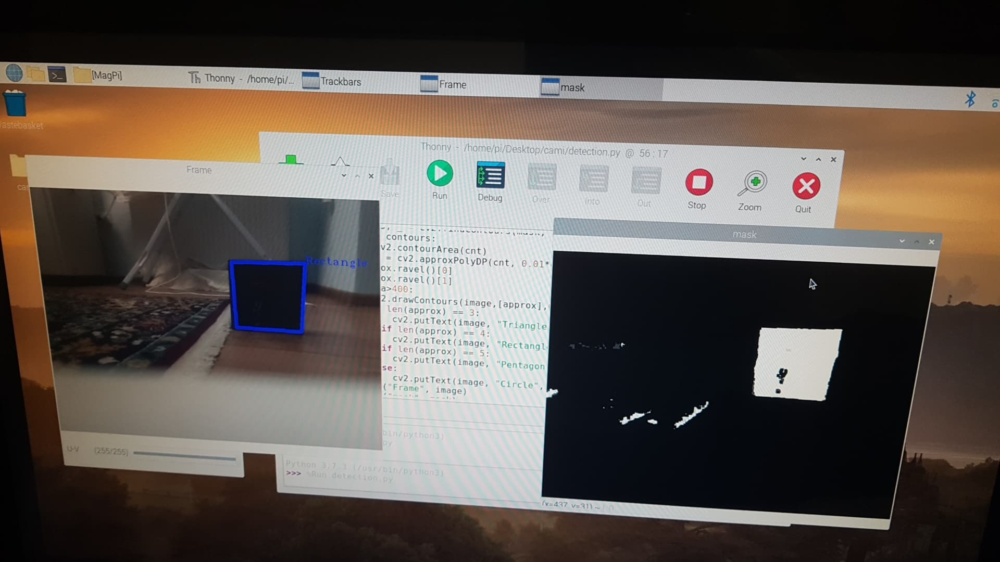 [MagPi]
Thonny - /home/pi/...
Trackbars
Frame
mask
Wastebasket
Thonny - /home/pi/Desktop/cami/detection.py @ 56:17
Save
Run
Debug
Over
Into
Out
Stop
Zoom
Quit
Frame
Rectangle
U-V (255/255)
contours:
v2.contourArea(cnt)
= cv2.approxPolyDP(cnt, 0.01*
ox.ravel()[0]
ox.ravel()[1]
a>400:
2.drawContours(image,[approx],
len(approx) == 3:
cv2.putText(image, "Triangle
if len(approx) == 4:
cv2.putText(image, "Rectangl
if len(approx) == 5:
cv2.putText(image, "Pentagon
se:
cv2.putText(image, "Circle",
("Frame", image)
bin/python3)
py
Python 3.7.3 (/usr/bin/python3)
>>> %Run detection.py
mask
(x=437, y=31) ~